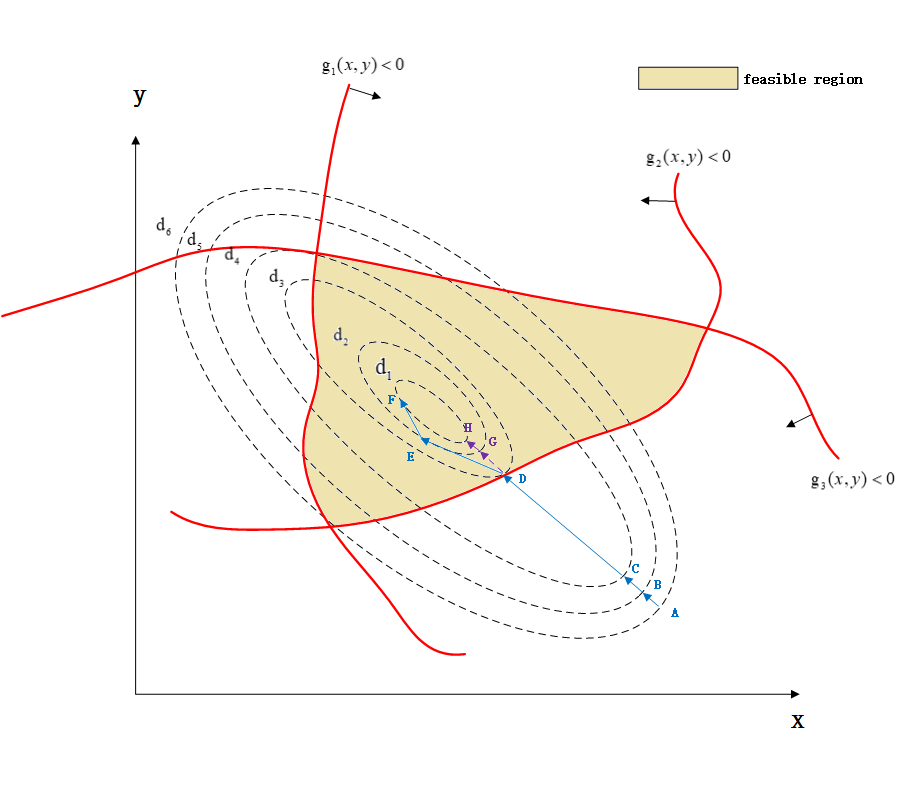 g₁(x, y) < 0
feasible region
y
g₂(x, y) < 0
d₆
d₅
d₄
d₃
d₂
d₁
F
H
G
E
D
g₃(x, y) < 0
C
B
A
x